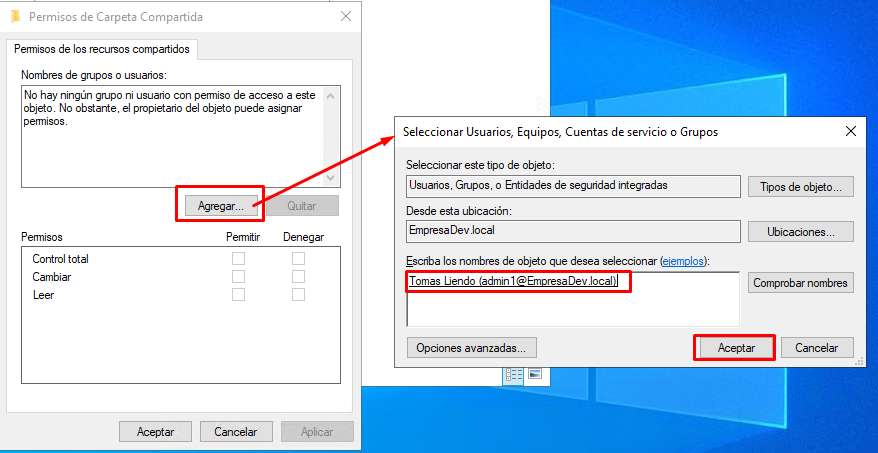 Permisos de Carpeta Compartida
Permisos de los recursos compartidos
Nombres de grupos o usuarios:
No hay ningún grupo ni usuario con permiso de acceso a este
objeto. No obstante, el propietario del objeto puede asignar
permisos.
Agregar...
Quitar
Permisos
Permitir
Denegar
Control total
Cambiar
Leer
Aceptar
Cancelar
Aplicar
Seleccionar Usuarios, Equipos, Cuentas de servicio o Grupos
Seleccionar este tipo de objeto:
Usuarios, Grupos, o Entidades de seguridad integradas
Tipos de objeto...
Desde esta ubicación:
EmpresaDev.local
Ubicaciones...
Escriba los nombres de objeto que desea seleccionar (ejemplos):
Tomas Liendo (admin1@EmpresaDev.local)
Comprobar nombres
Opciones avanzadas...
Aceptar
Cancelar